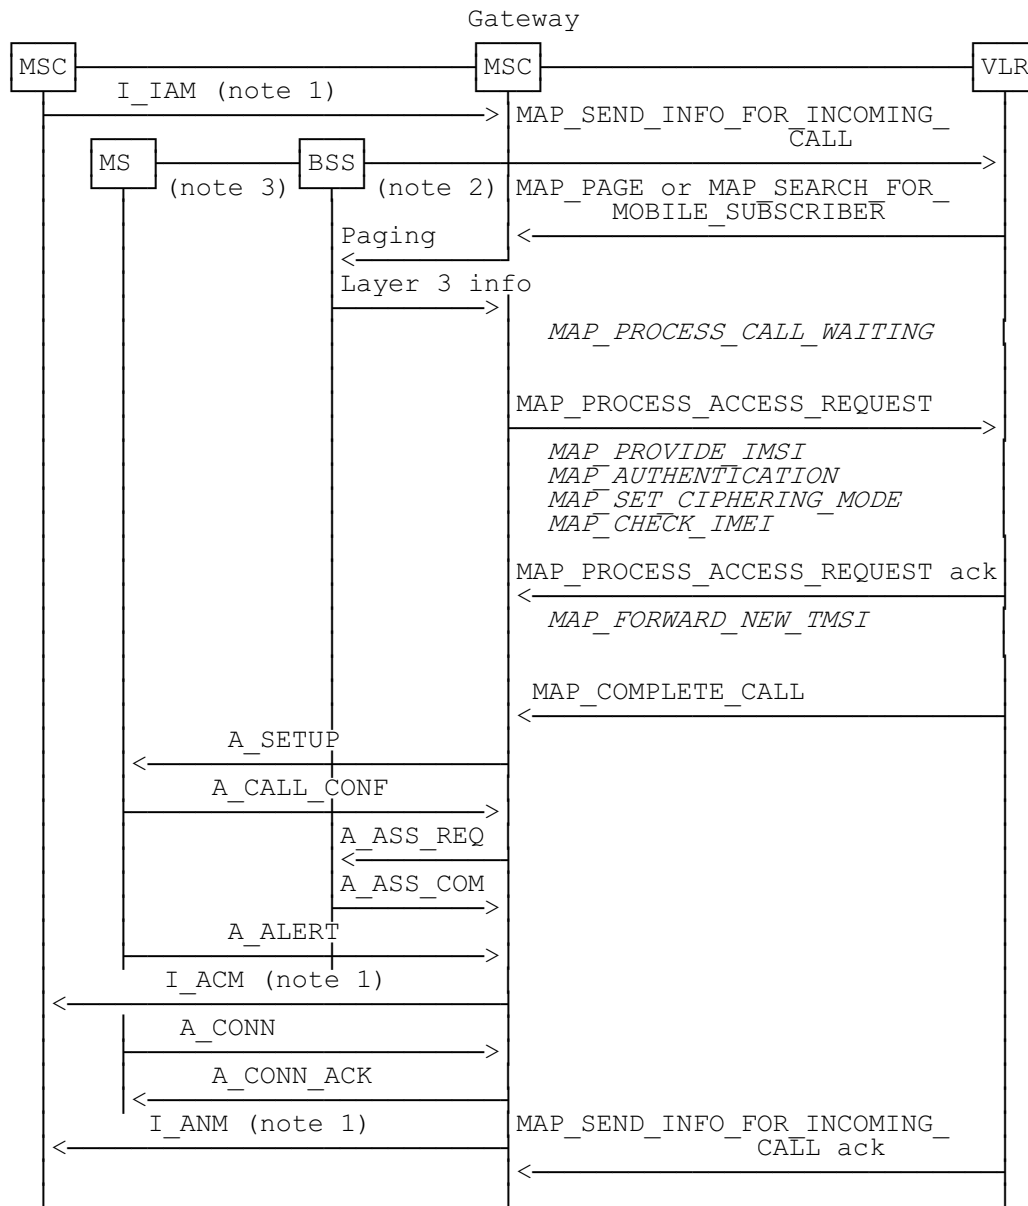 Gateway
MSC
MSC
VLR
I_IAM (note 1)
MAP_SEND_INFO_FOR_INCOMING_
CALL
MS
BSS
(note 3)
(note 2)
MAP_PAGE or MAP_SEARCH_FOR_
MOBILE_SUBSCRIBER
Paging
Layer 3 info
MAP_PROCESS_CALL_WAITING
MAP_PROCESS_ACCESS_REQUEST
MAP_PROVIDE_IMSI
MAP_AUTHENTICATION
MAP_SET_CIPHERING_MODE
MAP_CHECK_IMEI
MAP_PROCESS_ACCESS_REQUEST ack
MAP_FORWARD_NEW_TMSI
MAP_COMPLETE_CALL
A_SETUP
A_CALL_CONF
A_ASS_REQ
A_ASS_COM
A_ALERT
I_ACM (note 1)
A_CONN
A_CONN_ACK
I_ANM (note 1)
MAP_SEND_INFO_FOR_INCOMING_
CALL ack